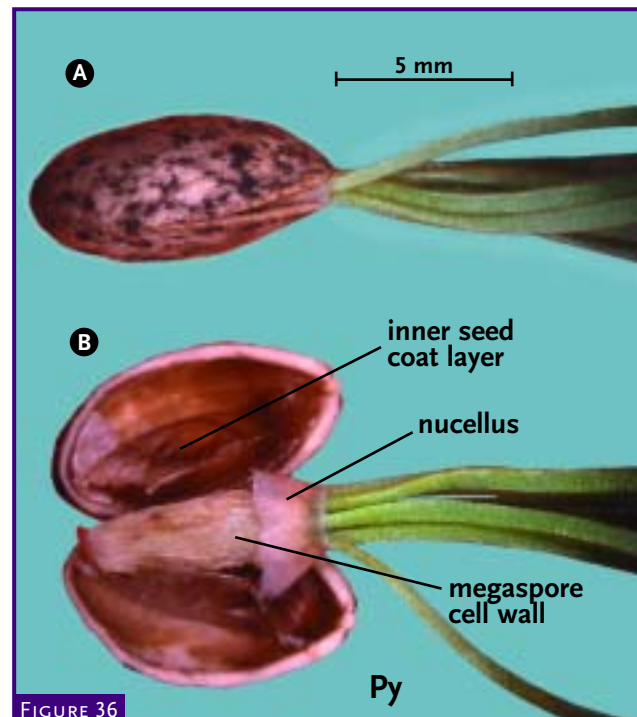 A
5 mm
B
inner seed
coat layer
nucellus
megaspore
cell wall
Py
FIGURE 36